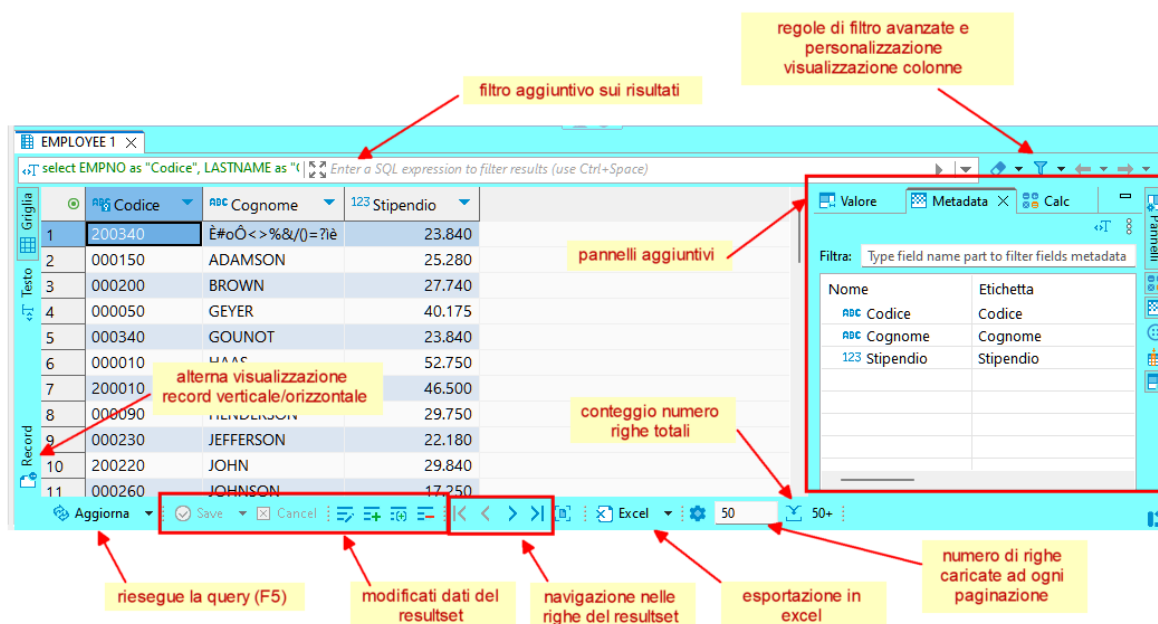 regole di filtro avanzate e
personalizzazione
visualizzazione colonne
filtro aggiuntivo sui risultati
EMPLOYEE 1
select EMPNO as "Codice", LASTNAME as "( Enter a SQL expression to filter results (use Ctrl+Space)
Griglia
Testo
Record
ABC Codice ABC Cognome 123 Stipendio
1 200340 È#oÔ<>%&/()=?ìè 23.840
2 000150 ADAMSON 25.280
3 000200 BROWN 27.740
4 000050 GEYER 40.175
5 000340 GOUNOT 23.840
6 000010 HAAS 52.750
7 200010 46.500
8 000090 HENDERSON 29.750
9 000230 JEFFERSON 22.180
10 200220 JOHN 29.840
11 000260 JOHNSON 17.250
alterna visualizzazione
record verticale/orizzontale
pannelli aggiuntivi
Valore Metadata Calc
Pannelli
Filtra: Type field name part to filter fields metadata
Nome Etichetta
ABC Codice Codice
ABC Cognome Cognome
123 Stipendio Stipendio
conteggio numero
righe totali
Aggiorna Save Cancel Excel 50 50+
riesegue la query (F5)
modificati dati del
resultset
navigazione nelle
righe del resultset
esportazione in
excel
numero di righe
caricate ad ogni
paginazione